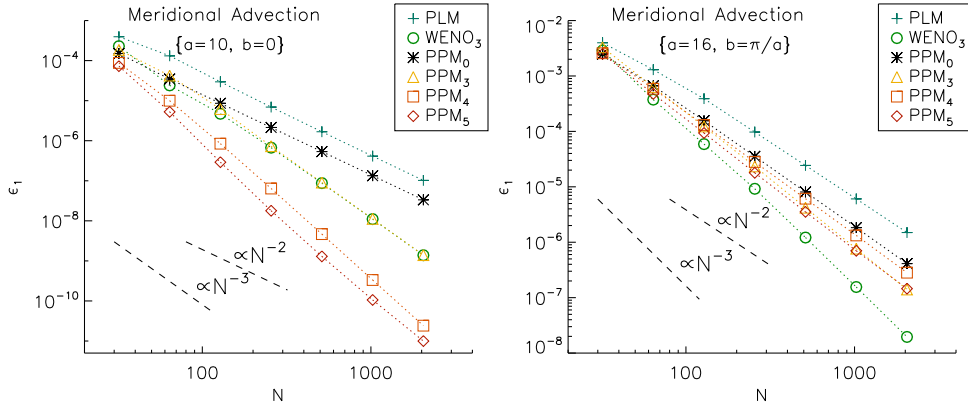 Meridional Advection
{a=10, b=0}
PLM
WENO₃
PPM₀
PPM₃
PPM₄
PPM₅
10⁻⁴
10⁻⁶
10⁻⁸
10⁻¹⁰
ϵ₁
∝N⁻²
∝N⁻³
100
1000
N
Meridional Advection
{a=16, b=π/a}
PLM
WENO₃
PPM₀
PPM₃
PPM₄
PPM₅
10⁻¹
10⁻²
10⁻³
10⁻⁴
10⁻⁵
10⁻⁶
10⁻⁷
10⁻⁸
ϵ₁
∝N⁻²
∝N⁻³
100
1000
N